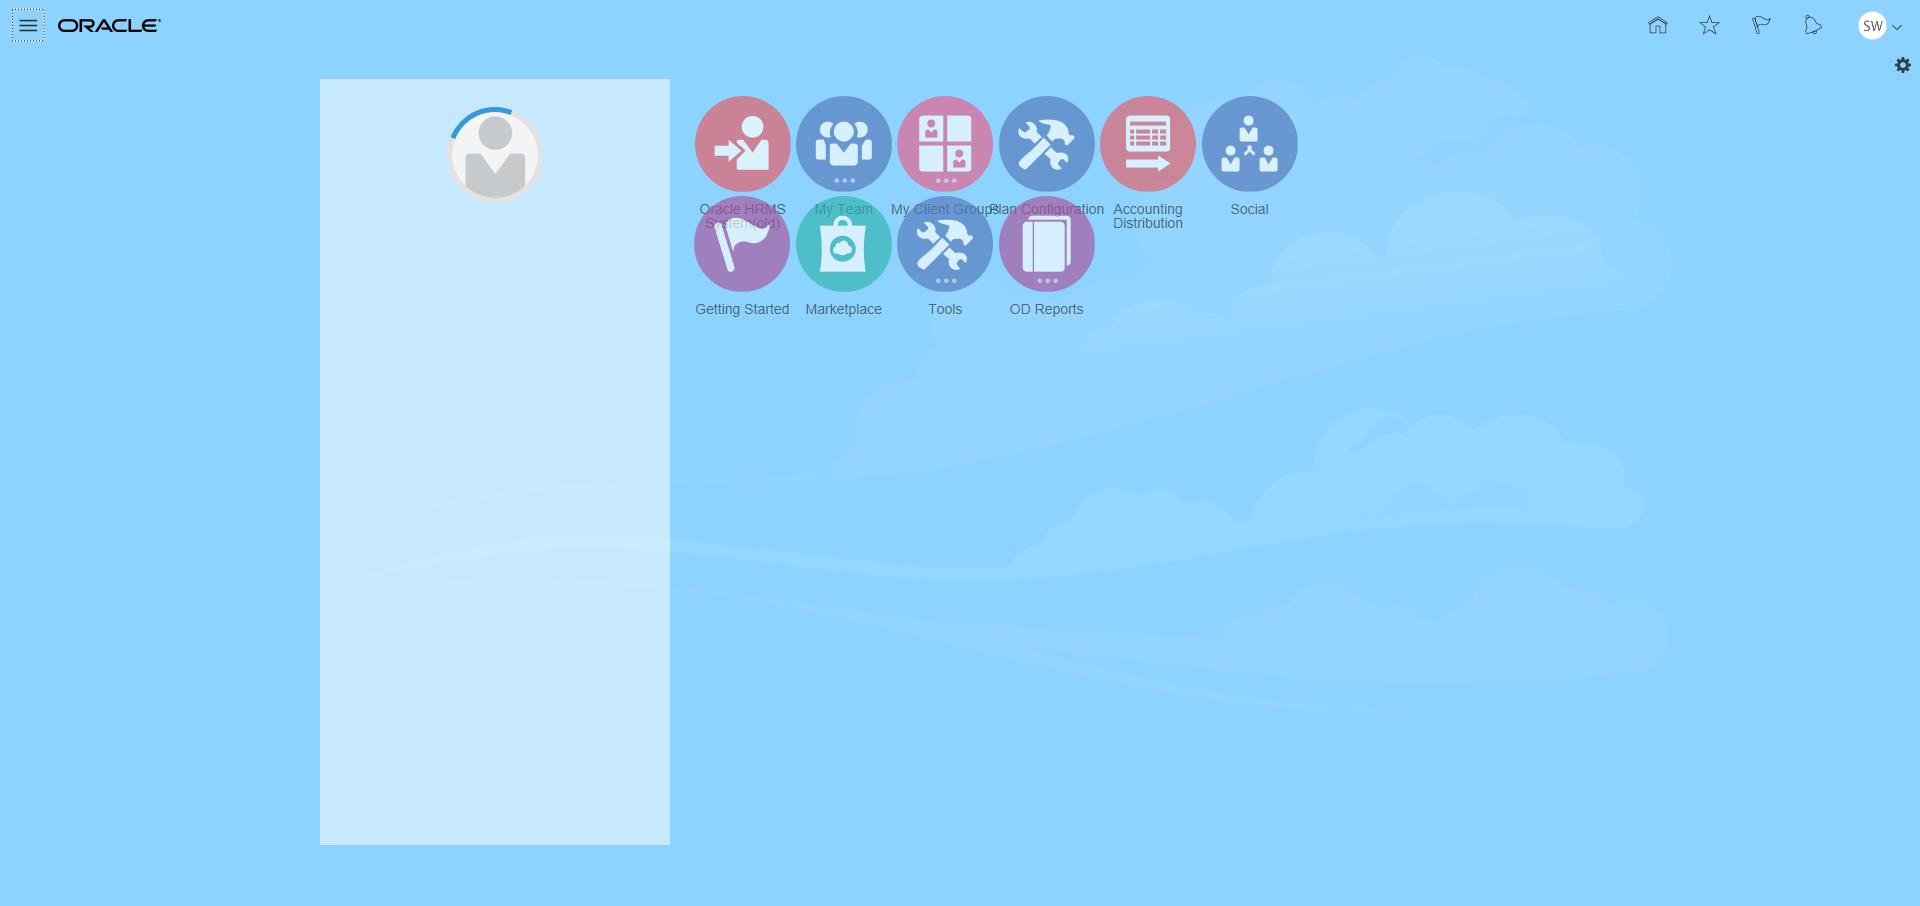 ORACLE
SW
Oracle HRMS
System(old)
My Team
My Client Groups
Plan Configuration
Accounting
Distribution
Social
Getting Started
Marketplace
Tools
OD Reports